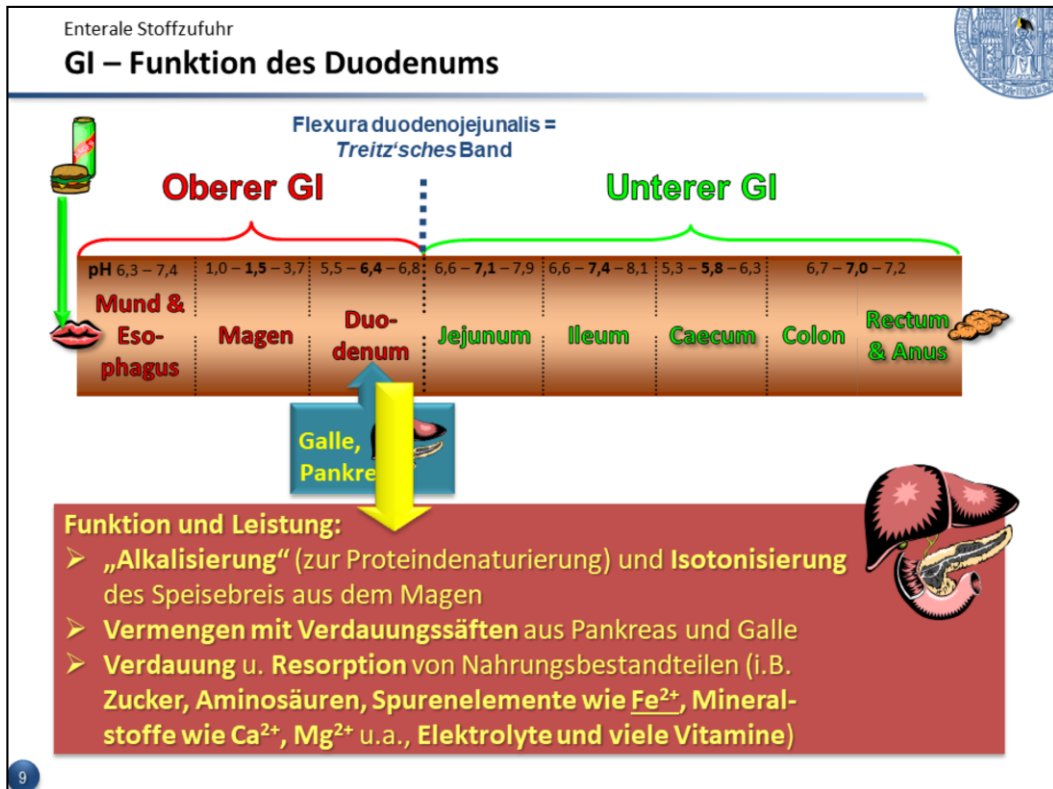 Enterale Stoffzufuhr
GI – Funktion des Duodenums
Flexura duodenojejunalis =
Treitz'sches Band
Oberer GI
Unterer GI
pH 6,3 – 7,4
1,0 – 1,5 – 3,7
5,5 – 6,4 – 6,8
6,6 – 7,1 – 7,9
6,6 – 7,4 – 8,1
5,3 – 5,8 – 6,3
6,7 – 7,0 – 7,2
Mund &
Eso-
phagus
Magen
Duo-
denum
Jejunum
Ileum
Caecum
Colon
Rectum
& Anus
Galle,
Pankre
Funktion und Leistung:
➢ „Alkalisierung“ (zur Proteindenaturierung) und Isotonisierung
des Speisebreis aus dem Magen
➢ Vermengen mit Verdauungssäften aus Pankreas und Galle
➢ Verdauung u. Resorption von Nahrungsbestandteilen (i.B.
Zucker, Aminosäuren, Spurenelemente wie Fe²⁺, Mineral-
stoffe wie Ca²⁺, Mg²⁺ u.a., Elektrolyte und viele Vitamine)
9